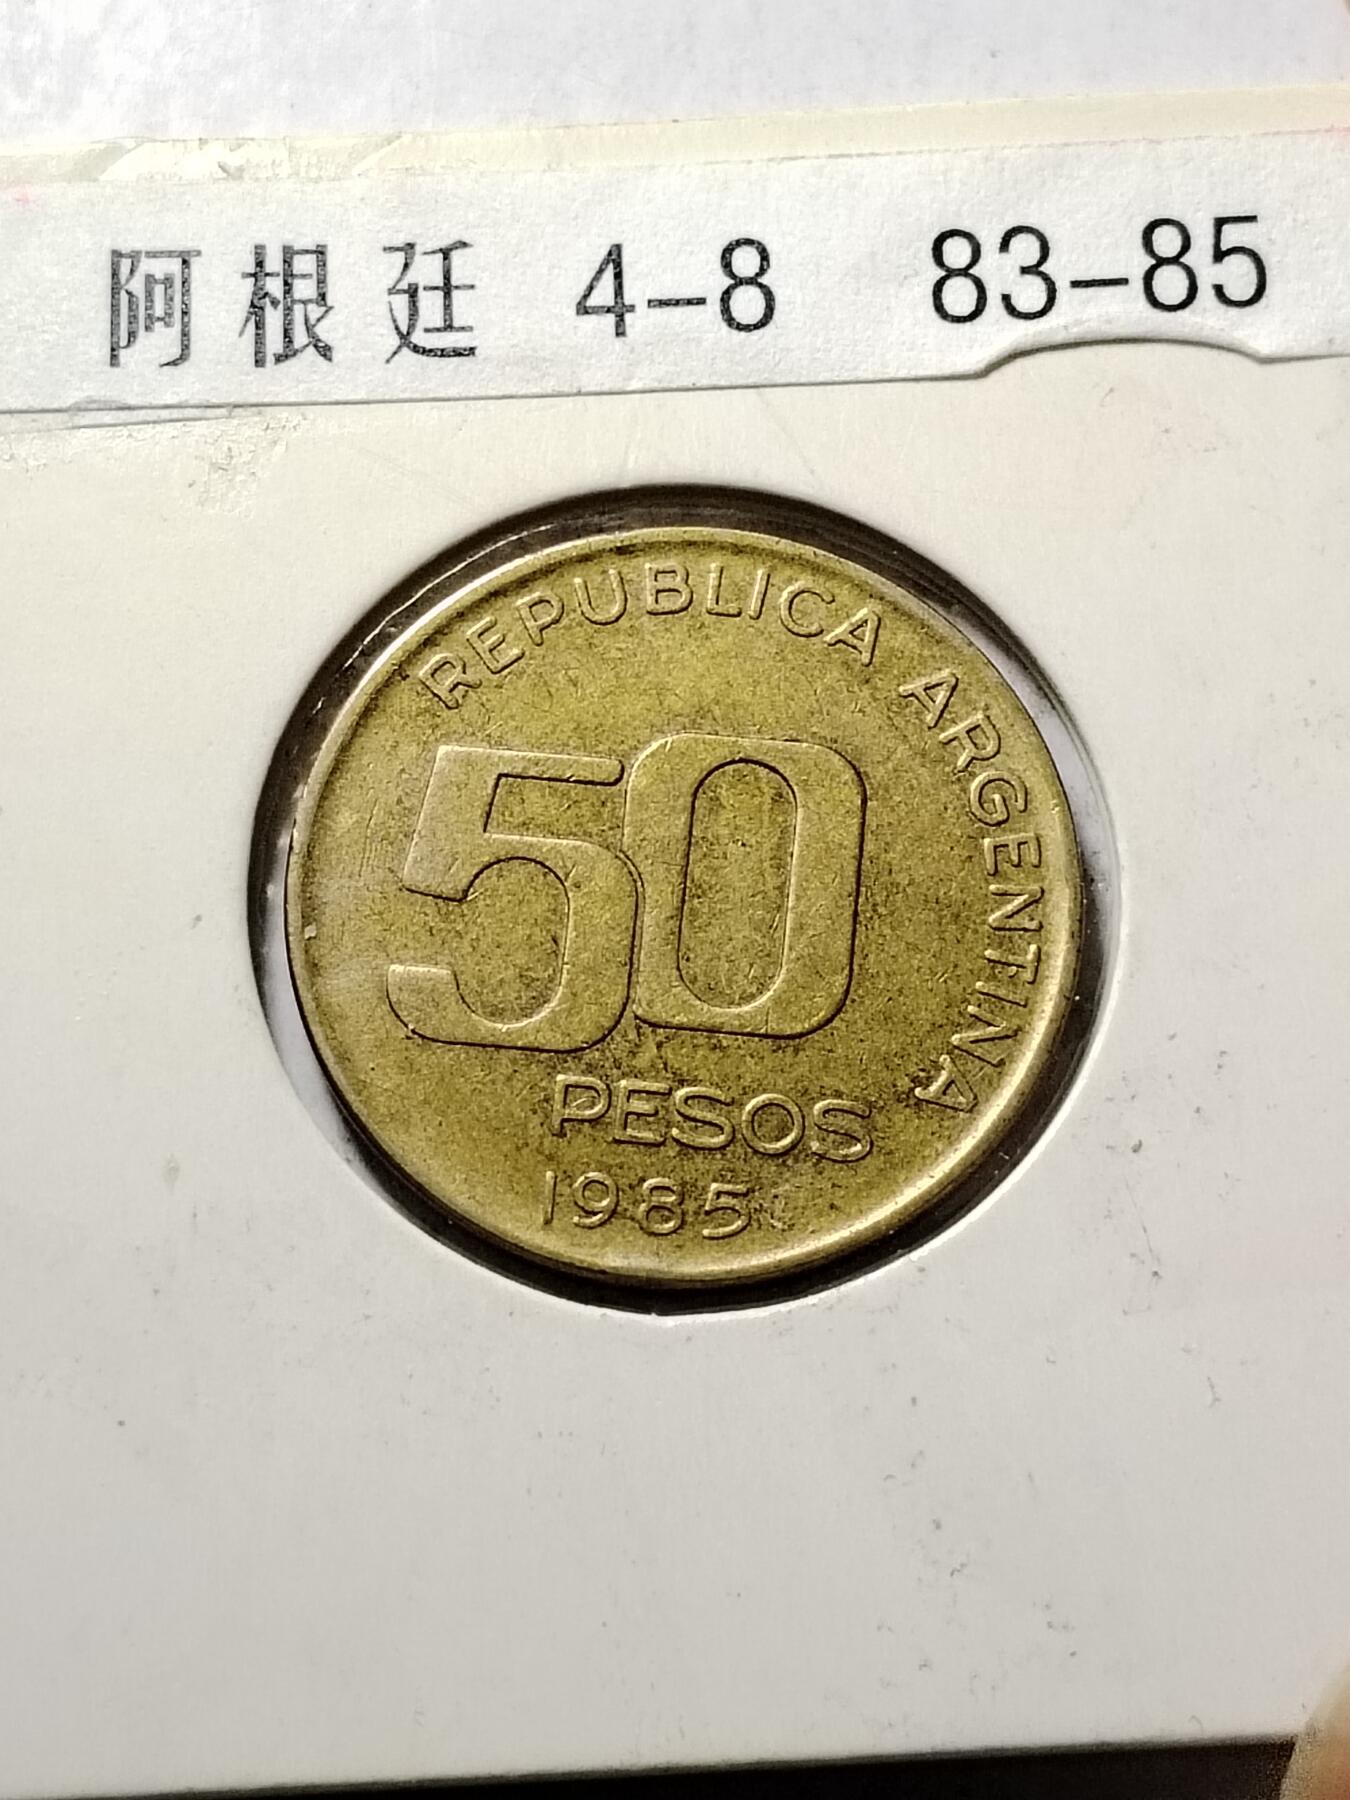 阿根廷 4-8 83-85
REPUBLICA ARGENTINA
50
PESOS
1985